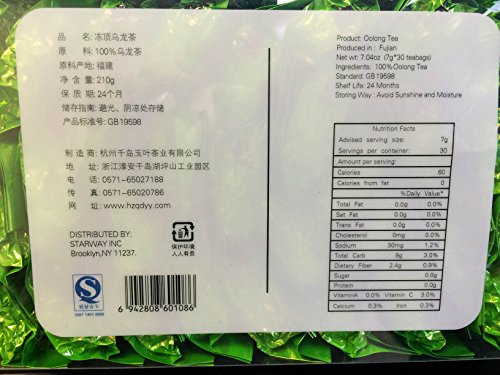 品 名：冻顶乌龙茶
原 料：100%乌龙茶
原料产地：福建
净 含 量：210g
保 质 期：24个月
储存指南：避光、阴凉处存储
产品标准号：GB19598
制 造 商：杭州千岛玉叶茶业有限公司
地 址：浙江淳安千岛湖坪山工业园区
电 话：0571-65027188
传 真：0571-65020786
网 址：www.hzqdyy.com
DISTRIBUTED BY:
STARWAY INC
Brooklyn,NY 11237.
保护环境
人人有责
QS
3301 1401 0960
6 942808 601086
Product: Oolong Tea
Produced in : Fujian
Net wt: 7.04oz (7g*30 teabags)
Ingredients: 100%Oolong Tea
Standard: GB19598
Shelf Life: 24 Months
Storing Way : Avoid Sunshine and Moisture
Nutrition Facts
Advised serving size: 7g
Servings per container: 30
Amount per serving:
Calories 60
Calories from fat 0
%Daily Value*
Total Fat 0.0g 0.0%
Sat Fat 0.0g 0.0%
Trans Fat 0.0g 0.0%
Cholesterol 0mg 0.0%
Sodium 30mg 1.2%
Total Carb 9g 3.0%
Dietary Fiber 2.4g 0.9%
Sugar 0.0g
Protein 0.0g
VitaminA 0.0% Vitamin C 3.0%
Calcium 0.3% Iron 0.3%